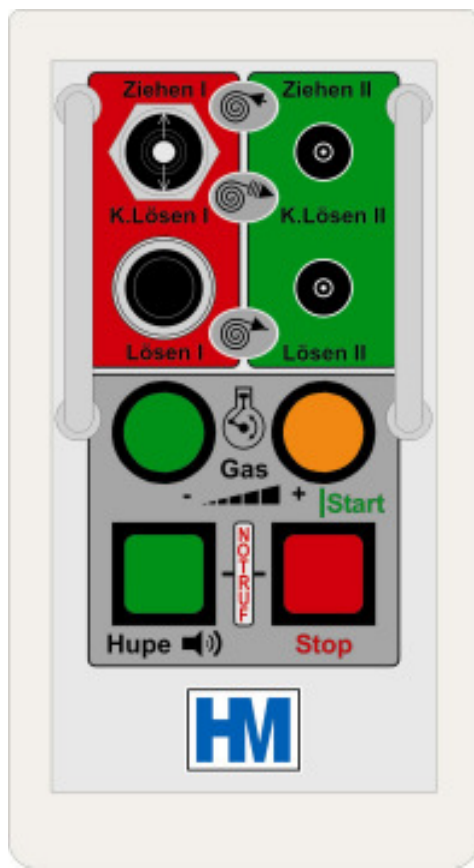 Ziehen I
Ziehen II
K.Lösen I
K.Lösen II
Lösen I
Lösen II
Gas
- +
|Start
NOTRUF
Hupe
Stop
HM